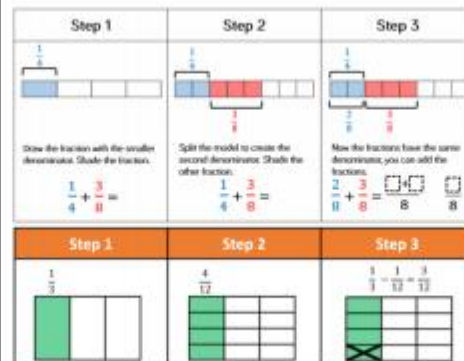 Step 1
Step 2
Step 3
1/4
1/4
1/4
3/8
2/8
3/8
Draw the fraction with the smaller
denominator. Shade the fraction.
Split the model to create the
second denominator. Shade the
other fraction.
Now the fractions have the same
denominator, you can add the
fractions.
1/4 + 3/8 =
1/4 + 3/8 =
2/8 + 3/8 = □+□/8
Step 1
Step 2
Step 3
1/3
4/12
1/3 - 1/12 = 3/12